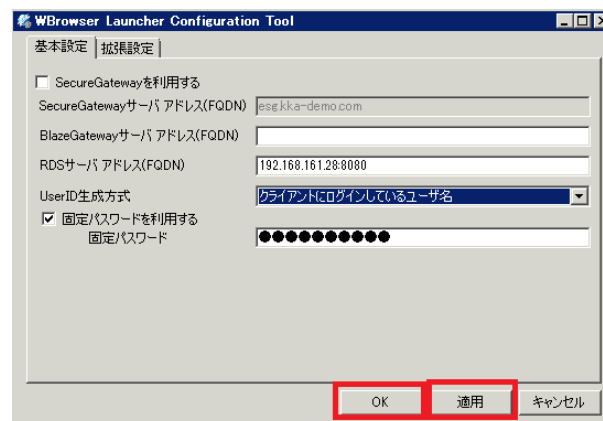 WBrowser Launcher Configuration Tool
基本設定 拡張設定
SecureGatewayを利用する
SecureGatewayサーバ アドレス(FQDN) esg.kka-demo.com
BlazeGatewayサーバ アドレス(FQDN)
RDSサーバ アドレス(FQDN) 192.168.161.28:8080
UserID生成方式 クライアントにログインしているユーザ名
固定パスワードを利用する
固定パスワード ●●●●●●●●●●
OK 適用 キャンセル